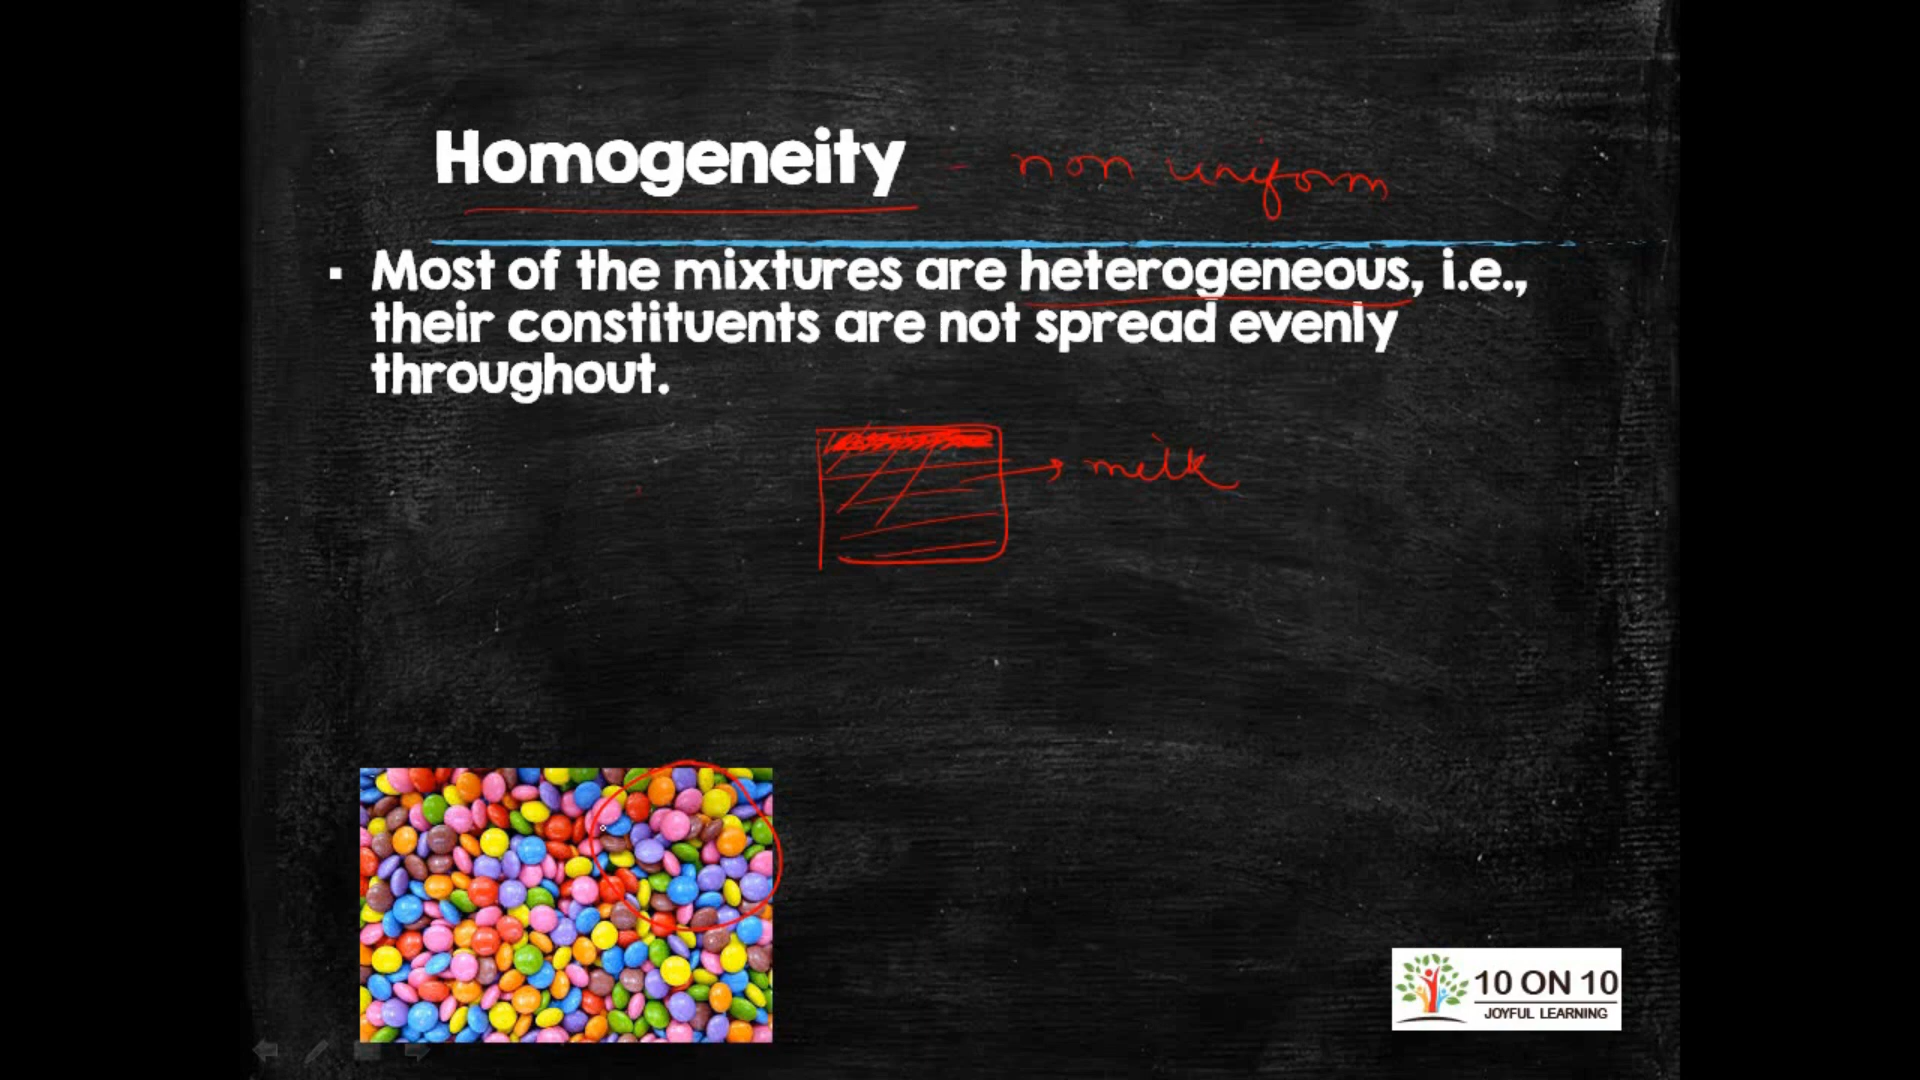 Homogeneity - non uniform
▪ Most of the mixtures are heterogeneous, i.e.,
their constituents are not spread evenly
throughout.
milk
10 ON 10
JOYFUL LEARNING